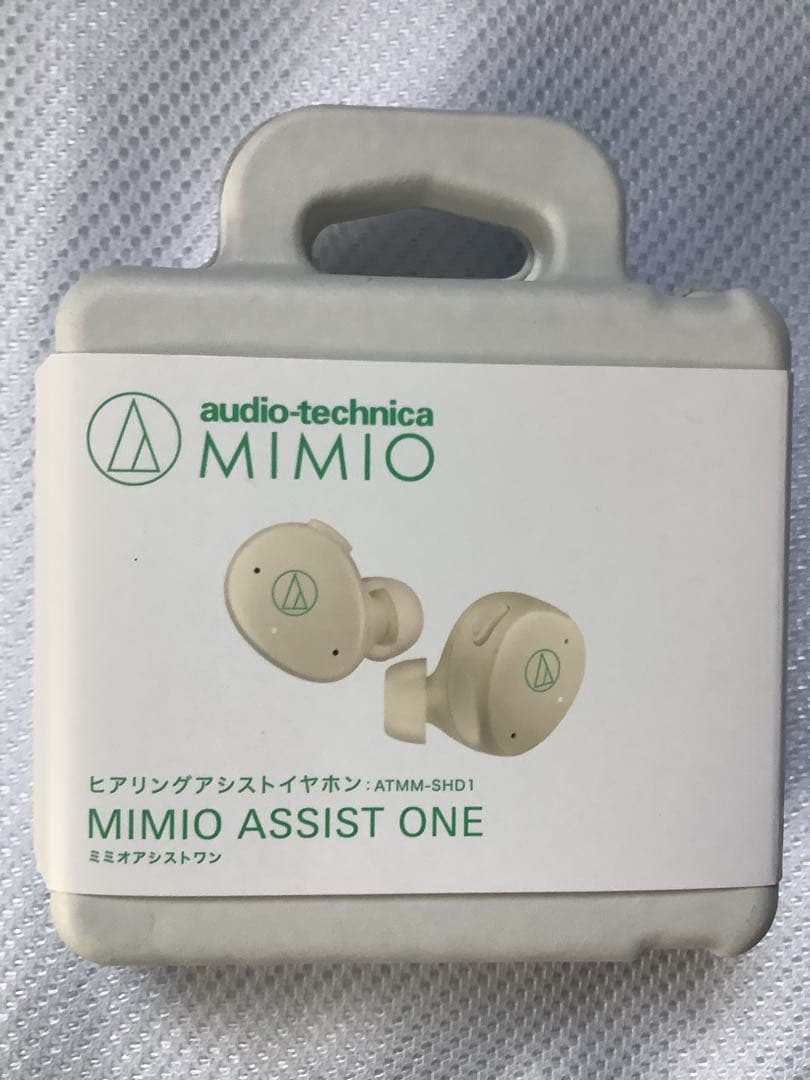 audio-technica
MIMIO
ヒアリングアシストイヤホン:ATMM-SHD1
MIMIO ASSIST ONE
ミミオアシストワン